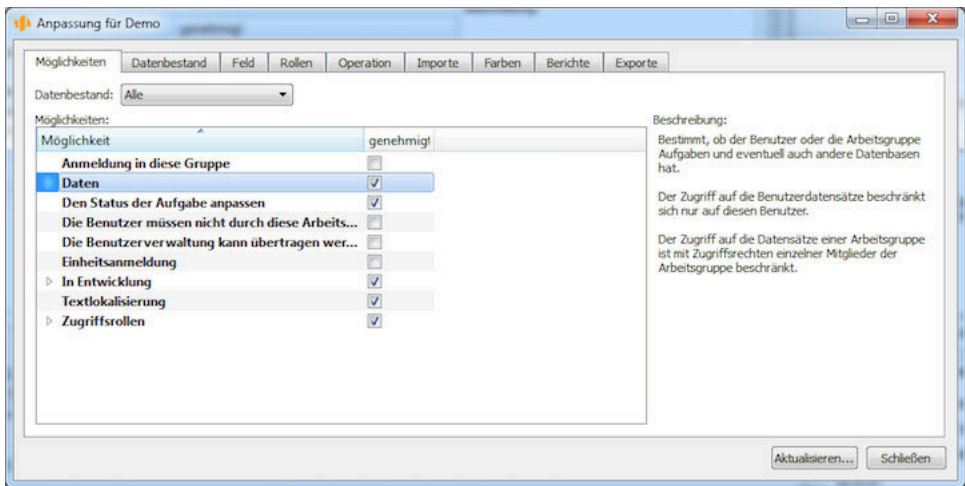 Anpassung für Demo
Möglichkeiten Datenbestand Feld Rollen Operation Importe Farben Berichte Exporte
Datenbestand: Alle
Möglichkeiten:
Möglichkeit genehmigt
Anmeldung in diese Gruppe
Daten
Den Status der Aufgabe anpassen
Die Benutzer müssen nicht durch diese Arbeits...
Die Benutzerverwaltung kann übertragen wer...
Einheitsanmeldung
In Entwicklung
Textlokalisierung
Zugriffsrollen
Beschreibung:
Bestimmt, ob der Benutzer oder die Arbeitsgruppe
Aufgaben und eventuell auch andere Datenbasen
hat.
Der Zugriff auf die Benutzerdatensätze beschränkt
sich nur auf diesen Benutzer.
Der Zugriff auf die Datensätze einer Arbeitsgruppe
ist mit Zugriffsrechten einzelner Mitglieder der
Arbeitsgruppe beschränkt.
Aktualisieren... Schließen